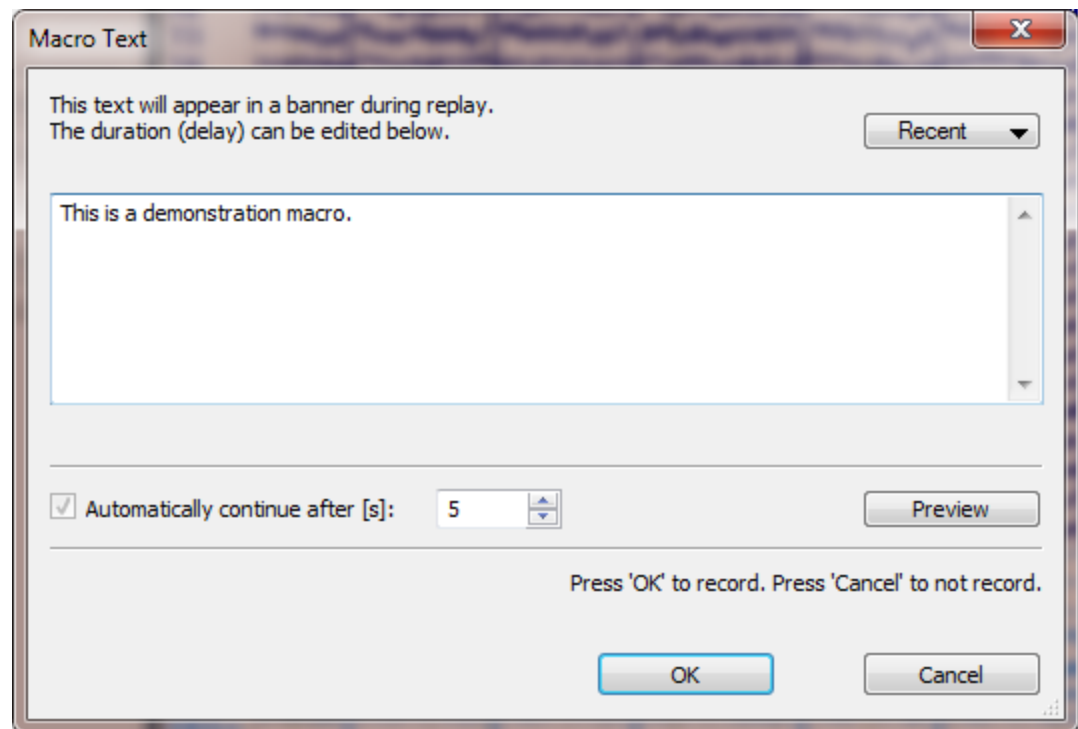 Macro Text
This text will appear in a banner during replay.
The duration (delay) can be edited below.
Recent
This is a demonstration macro.
Automatically continue after [s]: 5
Preview
Press 'OK' to record. Press 'Cancel' to not record.
OK Cancel